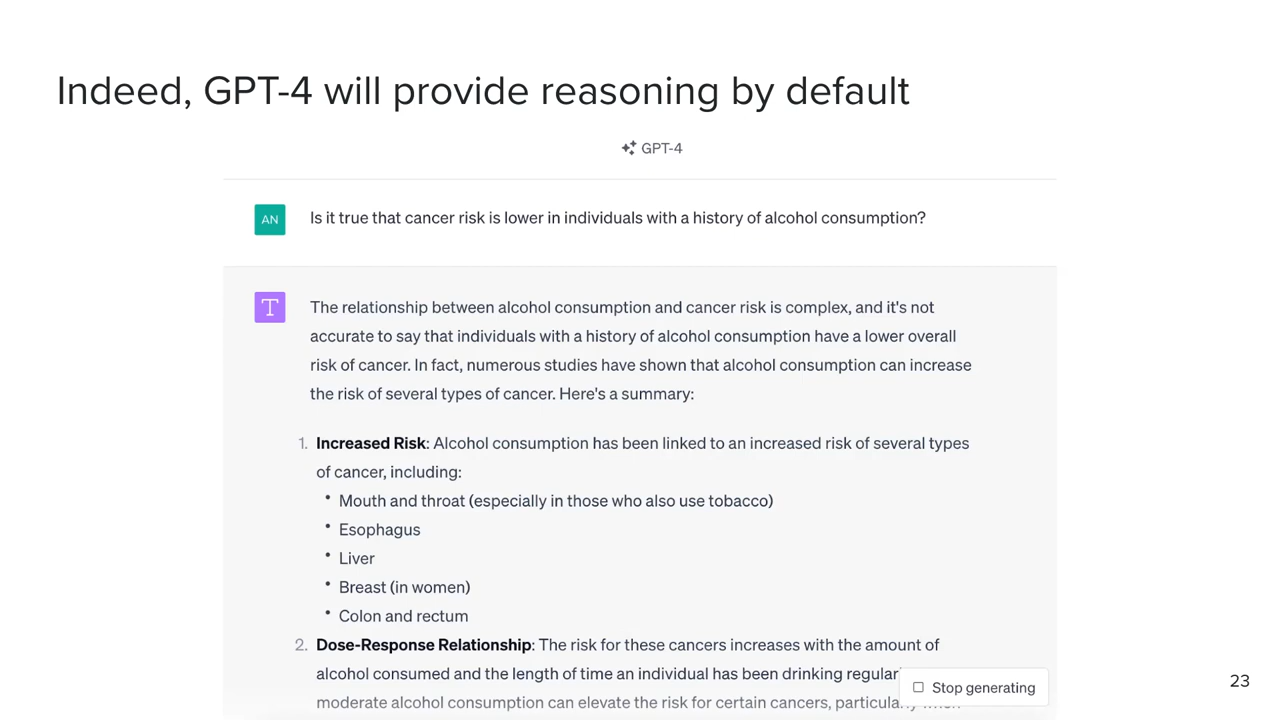 Indeed, GPT-4 will provide reasoning by default
GPT-4
AN
Is it true that cancer risk is lower in individuals with a history of alcohol consumption?
T
The relationship between alcohol consumption and cancer risk is complex, and it's not
accurate to say that individuals with a history of alcohol consumption have a lower overall
risk of cancer. In fact, numerous studies have shown that alcohol consumption can increase
the risk of several types of cancer. Here's a summary:
1. Increased Risk: Alcohol consumption has been linked to an increased risk of several types
of cancer, including:
• Mouth and throat (especially in those who also use tobacco)
• Esophagus
• Liver
• Breast (in women)
• Colon and rectum
2. Dose-Response Relationship: The risk for these cancers increases with the amount of
alcohol consumed and the length of time an individual has been drinking
moderate alcohol consumption can elevate the risk for certain cancers,
Stop generating
23